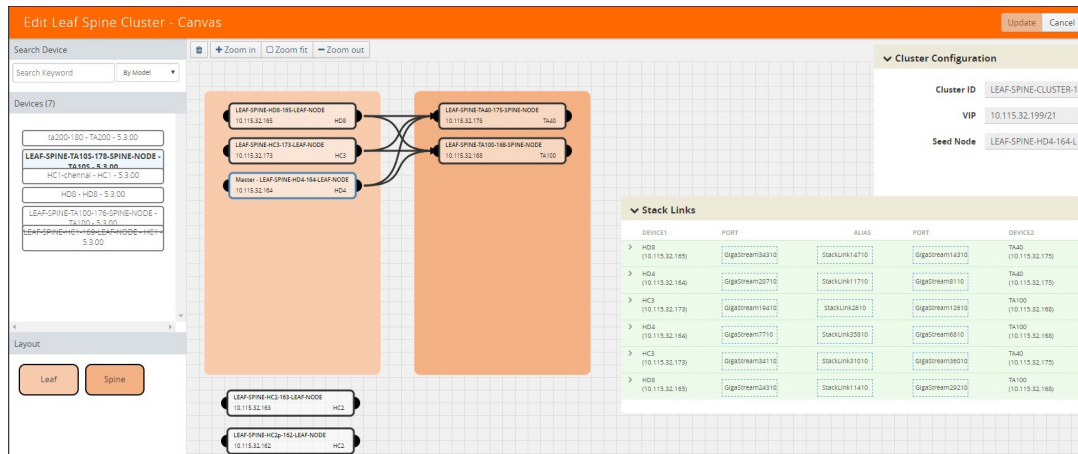 Edit Leaf Spine Cluster - Canvas
Update Cancel
Search Device
Search Keyword By Model
Devices (7)
ta200-180 - TA200 - 5.3.00
LEAF-SPINE-TA10S-178-SPINE-NODE -
TA10S - 5.3.00
HC1-chennai - HC1 - 5.3.00
HD8 - HD8 - 5.3.00
LEAF-SPINE-TA100-176-SPINE-NODE -
TA100 - 5.3.00
LEAF-SPINE-HC1-169-LEAF-NODE - HC1 -
5.3.00
Layout
Leaf Spine
Zoom in Zoom fit Zoom out
LEAF-SPINE-HD8-165-LEAF-NODE
10.115.32.165 HD8
LEAF-SPINE-HC3-173-LEAF-NODE
10.115.32.173 HC3
Master - LEAF-SPINE-HD4-164-LEAF-NODE
10.115.32.164 HD4
LEAF-SPINE-TA40-175-SPINE-NODE
10.115.32.175 TA40
LEAF-SPINE-TA100-168-SPINE-NODE
10.115.32.168 TA100
LEAF-SPINE-HC2-163-LEAF-NODE
10.115.32.163 HC2
LEAF-SPINE-HC2p-162-LEAF-NODE
10.115.32.162 HC2
Cluster Configuration
Cluster ID LEAF-SPINE-CLUSTER-1
VIP 10.115.32.199/21
Seed Node LEAF-SPINE-HD4-164-L
Stack Links
DEVICE1 PORT ALIAS PORT DEVICE2
HD8 GigaStream34310 StackLink14710 GigaStream14310 TA40
(10.115.32.165) (10.115.32.175)
HD4 GigaStream20710 StackLink11710 GigaStream8110 TA40
(10.115.32.164) (10.115.32.175)
HC3 GigaStream19410 StackLink2610 GigaStream12610 TA100
(10.115.32.173) (10.115.32.168)
HD4 GigaStream7710 StackLink35810 GigaStream6810 TA100
(10.115.32.164) (10.115.32.168)
HC3 GigaStream34110 StackLink31010 GigaStream36010 TA40
(10.115.32.173) (10.115.32.175)
HD8 GigaStream24310 StackLink11410 GigaStream29210 TA100
(10.115.32.165) (10.115.32.168)